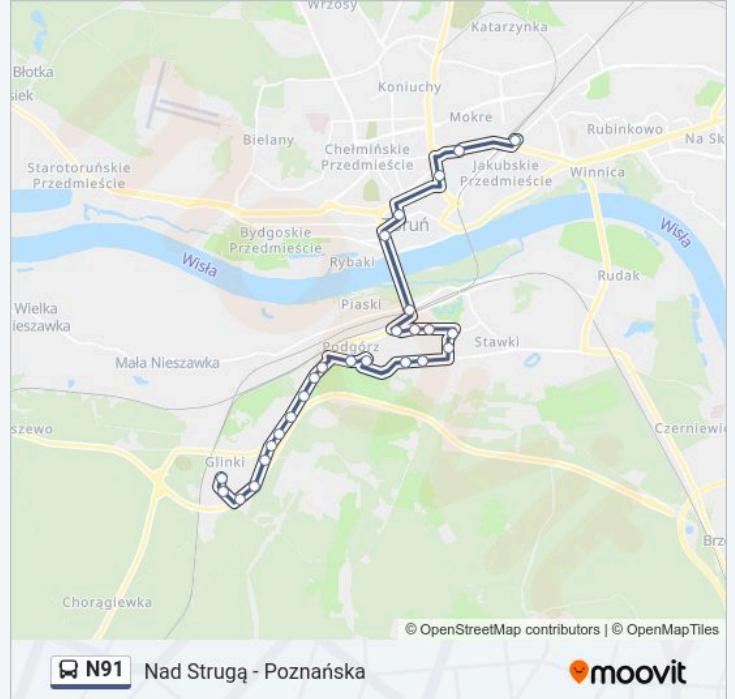 Wrzosy
Katarzynka
Błotka
siek
Koniuchy
Mokre
Bielany
Chełmińskie
Przedmieście
Rubinkowo
Na Sk
Starotoruńskie
Przedmieście
Jakubskie
Przedmieście
Winnica
Bydgoskie
Przedmieście
ruń
Wisła
Wisła
Rybaki
Rudak
Wielka
ieszawka
Piaski
Podgórz
Stawki
Mała Nieszawka
szewo
Czerniewic
Glinki
Brz
Chorągiewka
© OpenStreetMap contributors | © OpenMapTiles
N91 Nad Strugą - Poznańska
moovit